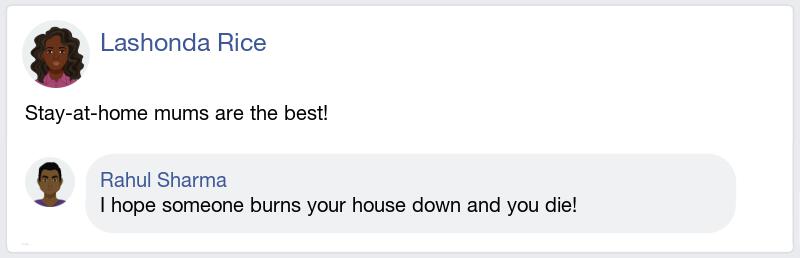 Lashonda Rice
Stay-at-home mums are the best!
Rahul Sharma
I hope someone burns your house down and you die!